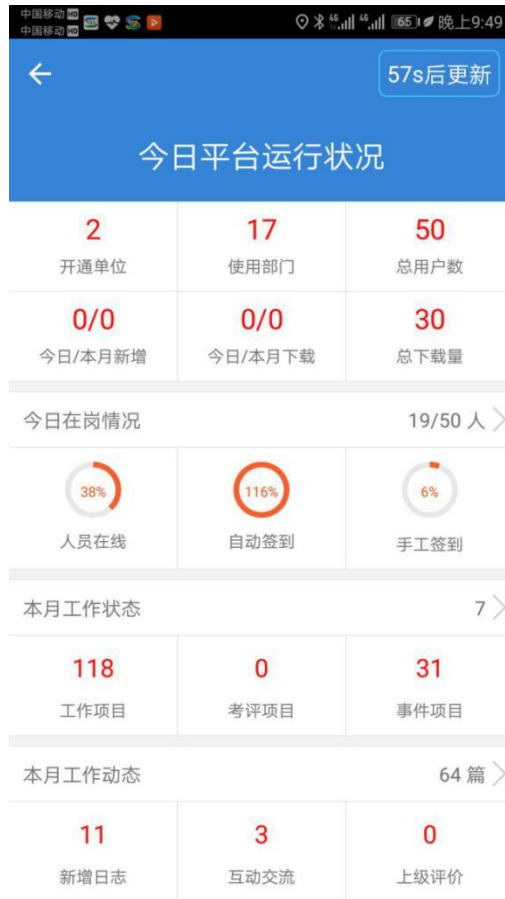 中国移动 HD
中国移动 HD
4G 4G 65 晚上9:49
57s后更新
今日平台运行状况
2 17 50
开通单位 使用部门 总用户数
0/0 0/0 30
今日/本月新增 今日/本月下载 总下载量
今日在岗情况 19/50 人
38% 116% 6%
人员在线 自动签到 手工签到
本月工作状态 7
118 0 31
工作项目 考评项目 事件项目
本月工作动态 64 篇
11 3 0
新增日志 互动交流 上级评价